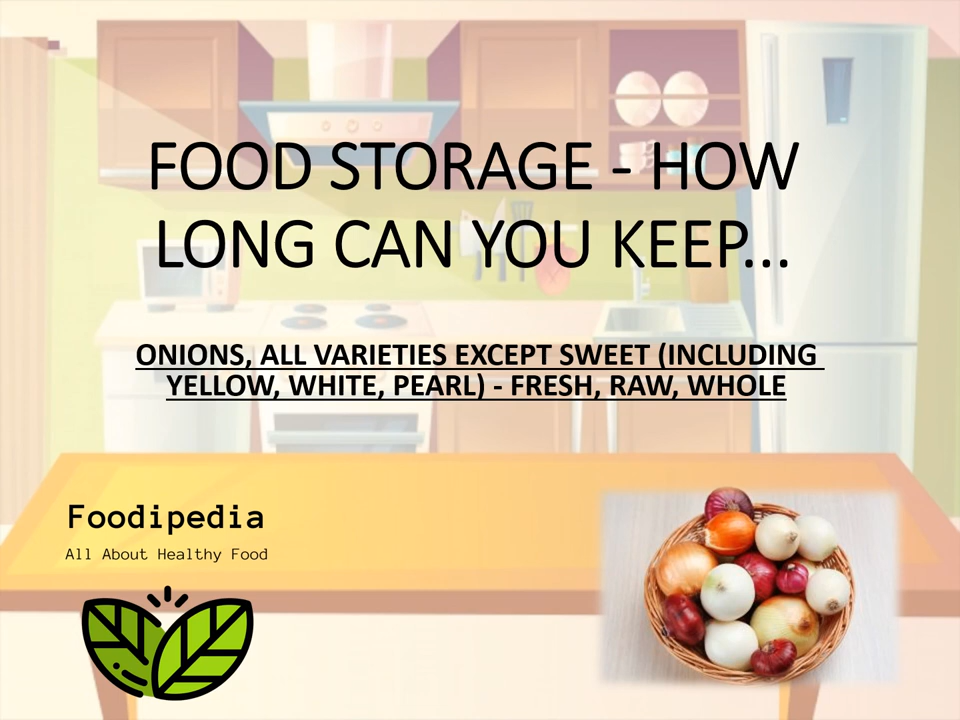 FOOD STORAGE - HOW
LONG CAN YOU KEEP...
ONIONS, ALL VARIETIES EXCEPT SWEET (INCLUDING
YELLOW, WHITE, PEARL) - FRESH, RAW, WHOLE
Foodipedia
All About Healthy Food